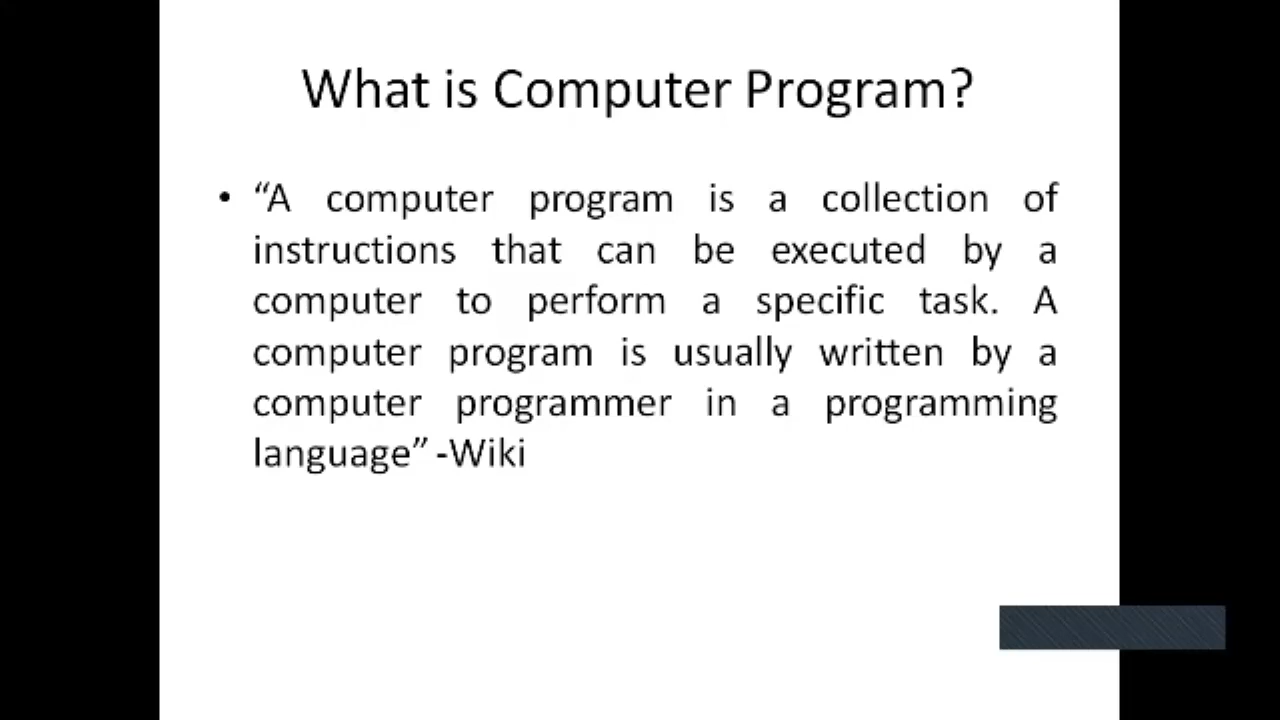 What is Computer Program?
• “A computer program is a collection of
instructions that can be executed by a
computer to perform a specific task. A
computer program is usually written by a
computer programmer in a programming
language” -Wiki